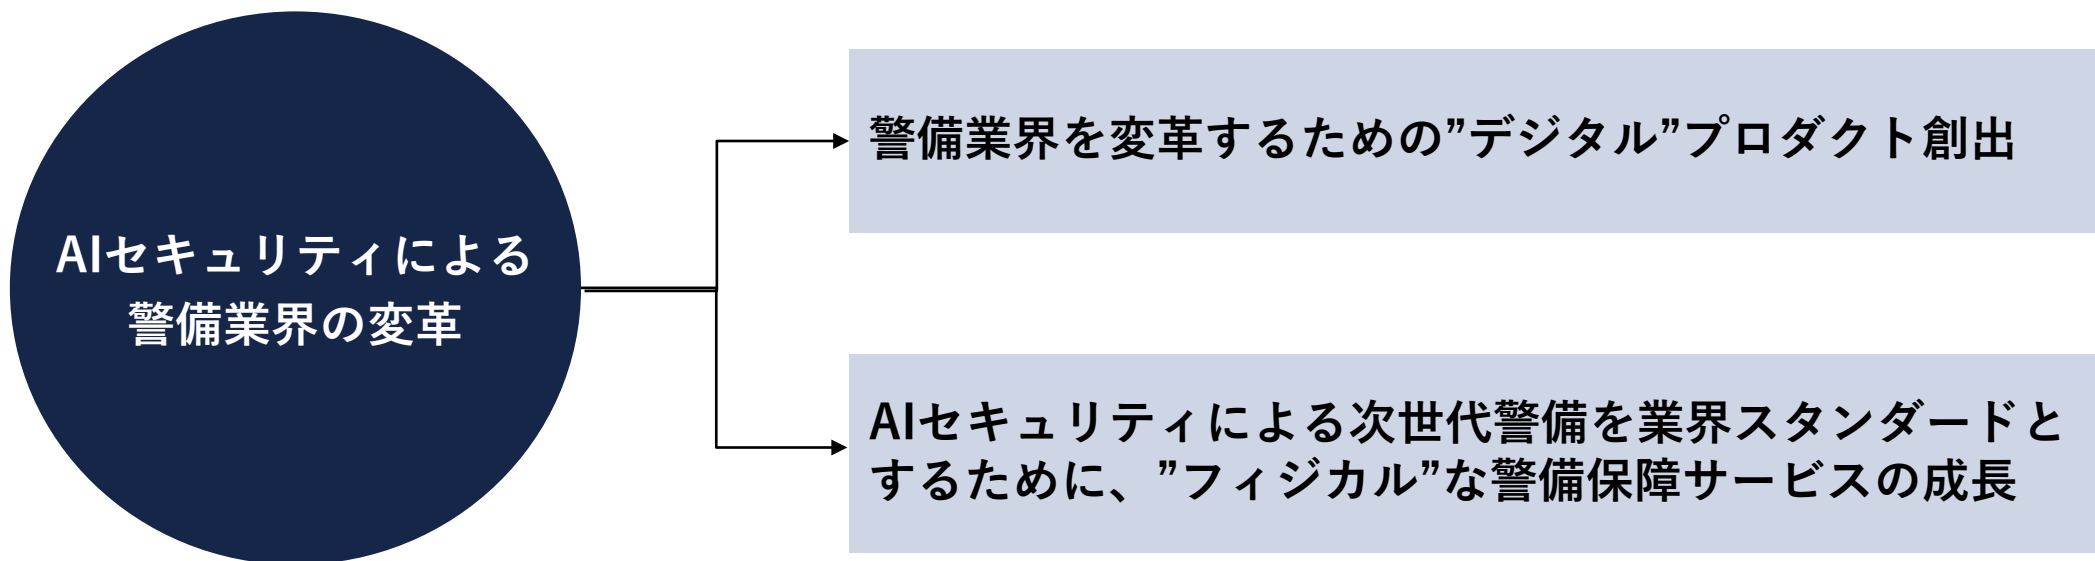 AIセキュリティによる
警備業界の変革
警備業界を変革するための”デジタル”プロダクト創出
AIセキュリティによる次世代警備を業界スタンダードと
するために、”フィジカル”な警備保障サービスの成長